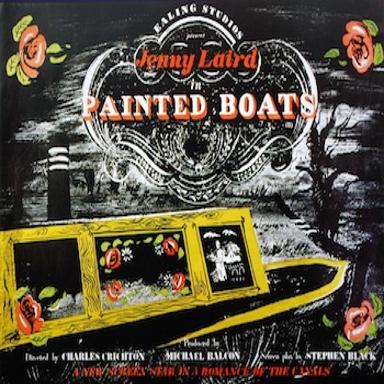 EALING STUDIOS
present
Jenny Laird
in
PAINTED BOATS
(U)
Produced by
Directed by CHARLES CRICHTON MICHAEL BALCON Screen play by STEPHEN BLACK
A NEW SCREEN STAR IN A ROMANCE OF THE CANALS